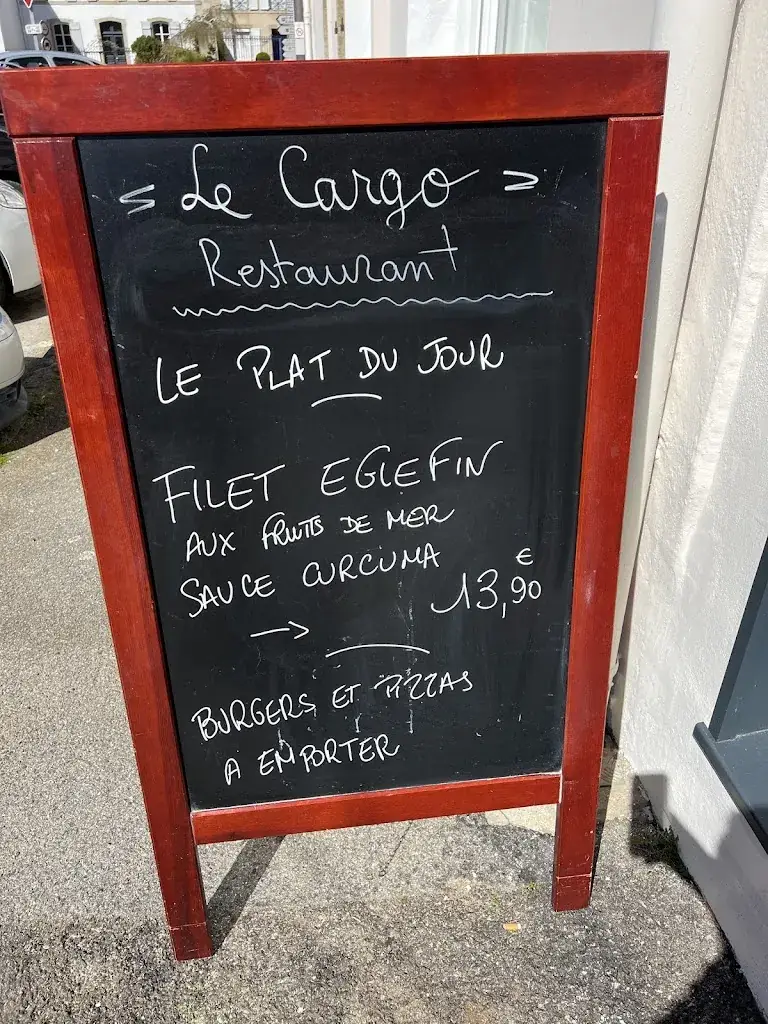 Le Cargo
Restaurant
LE PLAT DU JOUR
FILET EGLEFIN
AUX FRUITS DE MER
SAUCE CURCUMA
13,90 €
→
BURGERS ET PIZZAS
A EMPORTER